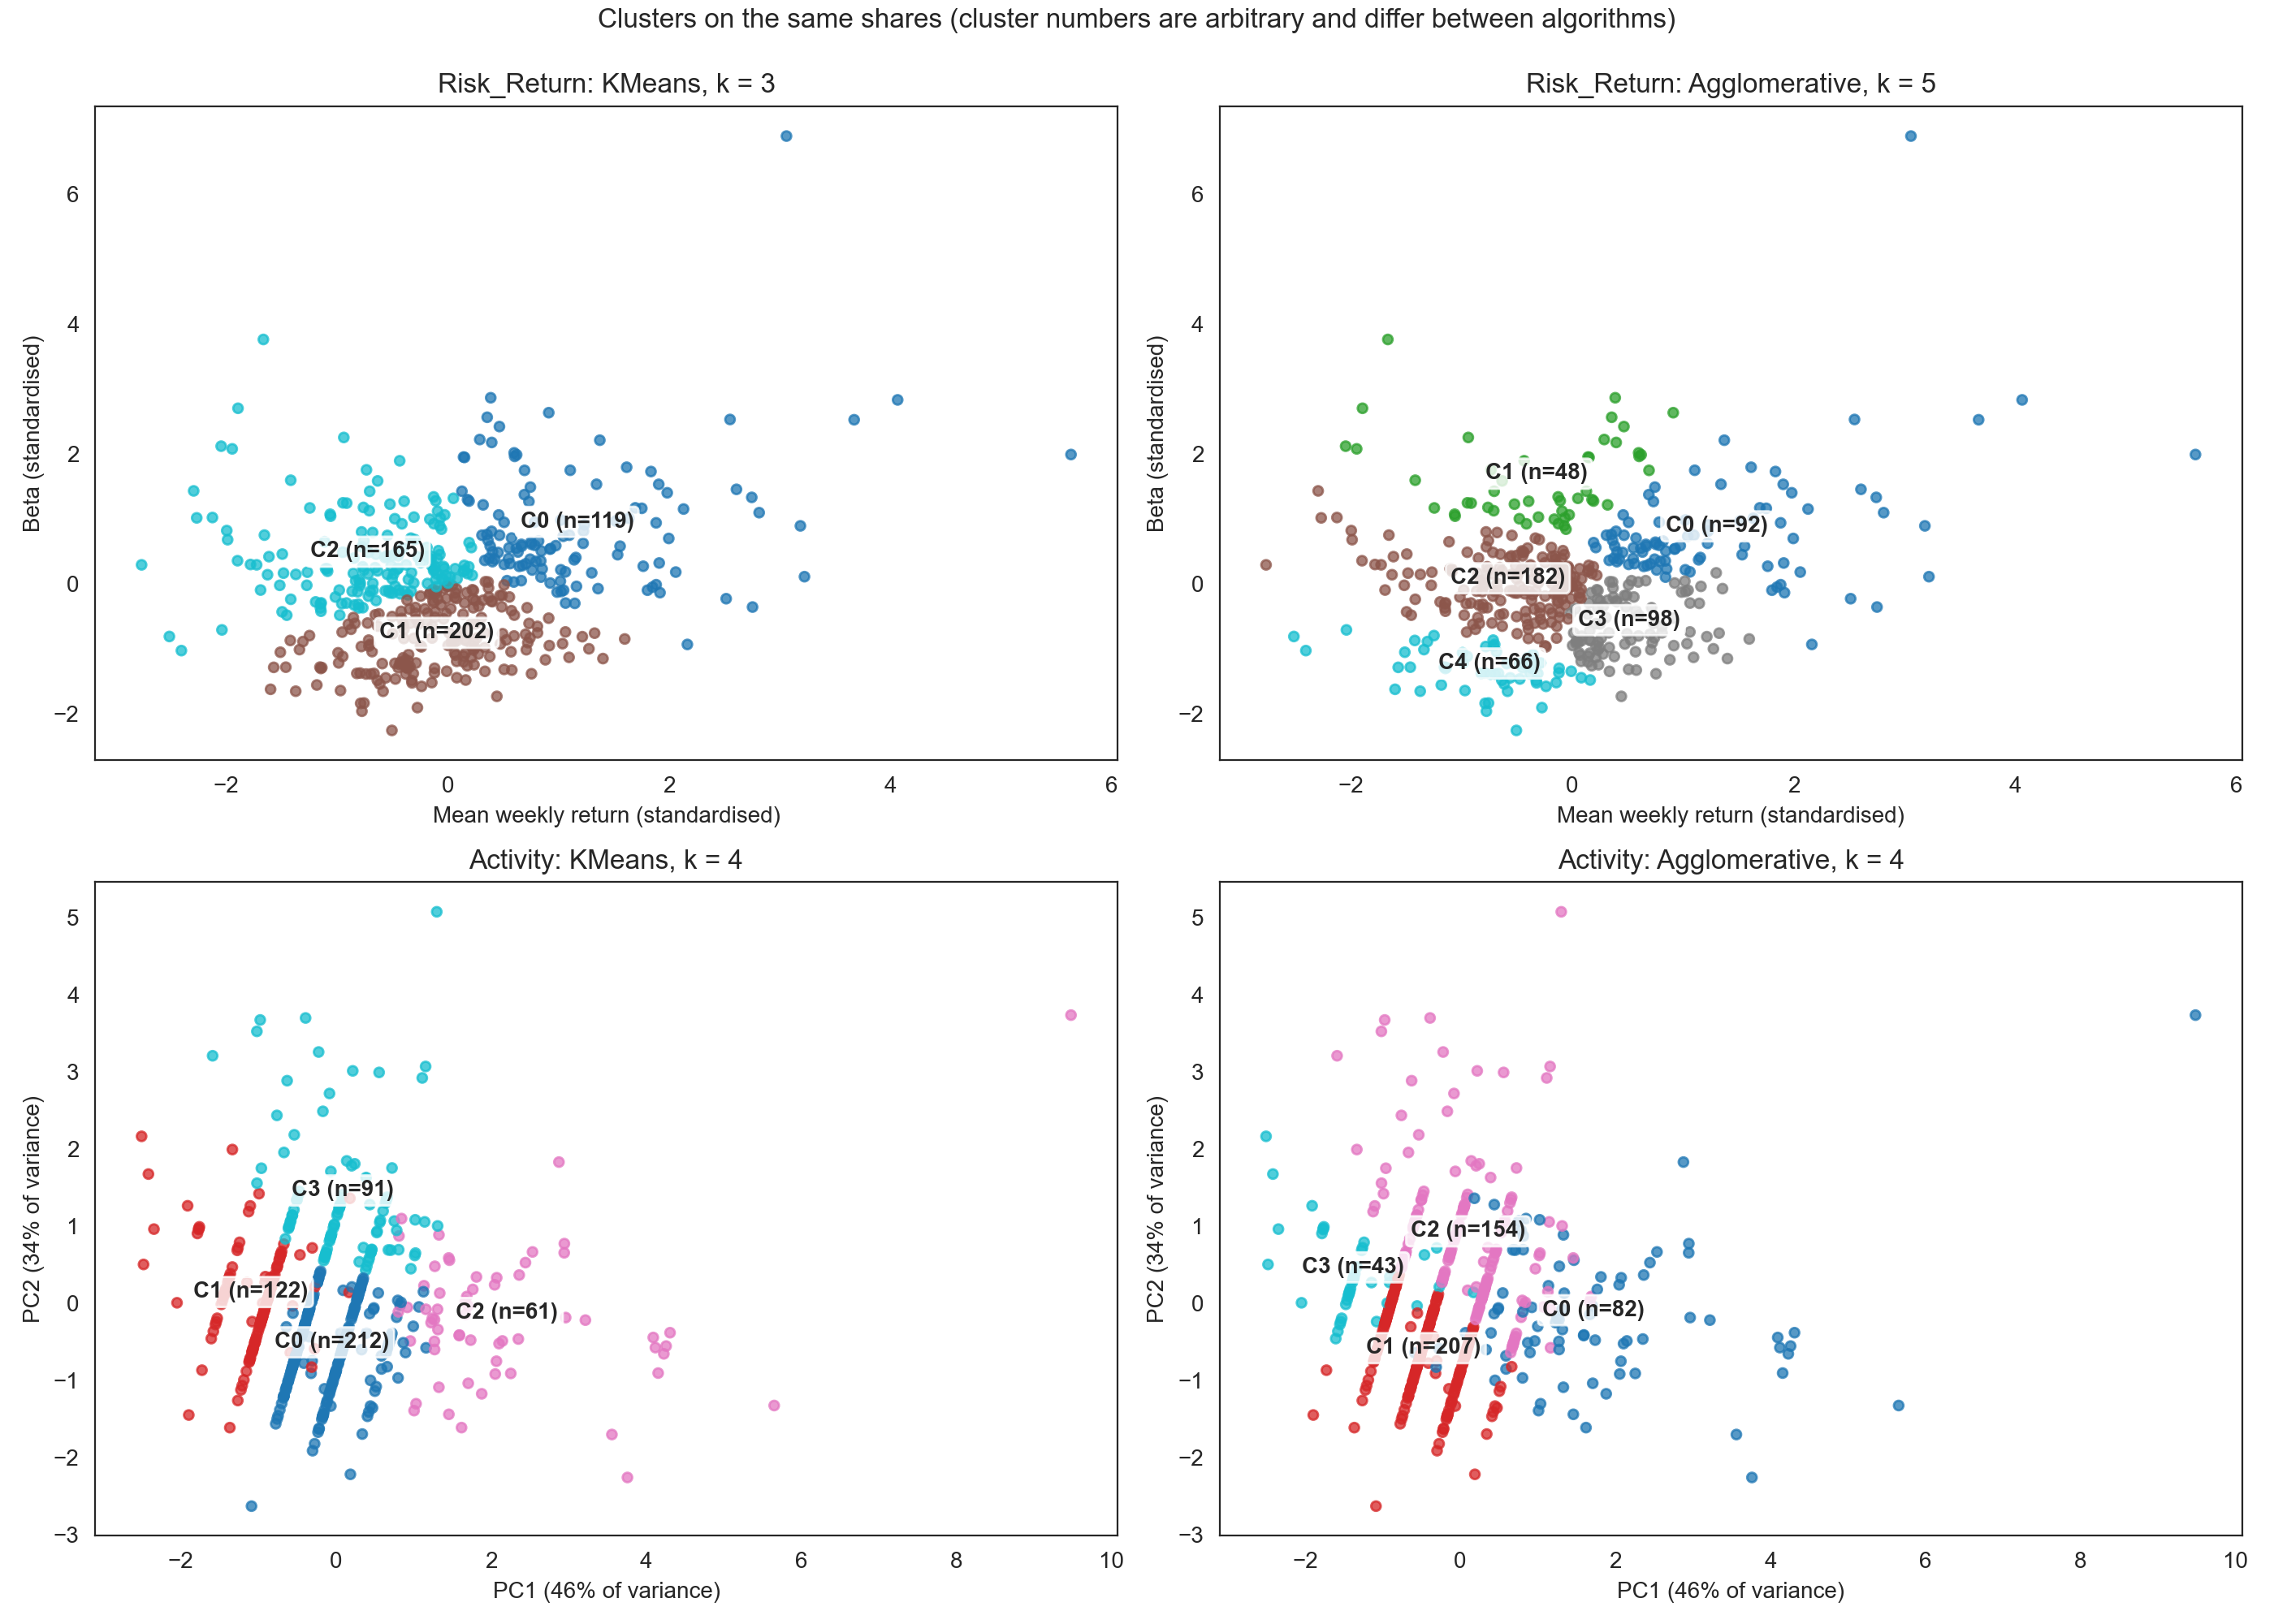 Clusters on the same shares (cluster numbers are arbitrary and differ between algorithms)
Risk_Return: KMeans, k = 3
Beta (standardised)
6
4
2
0
−2
C0 (n=119)
C2 (n=165)
C1 (n=202)
−2 0 2 4 6
Mean weekly return (standardised)
Risk_Return: Agglomerative, k = 5
Beta (standardised)
6
4
2
0
−2
C1 (n=48)
C0 (n=92)
C2 (n=182)
C3 (n=98)
C4 (n=66)
−2 0 2 4 6
Mean weekly return (standardised)
Activity: KMeans, k = 4
PC2 (34% of variance)
5
4
3
2
1
0
−1
−2
−3
C3 (n=91)
C1 (n=122)
C2 (n=61)
C0 (n=212)
−2 0 2 4 6 8 10
PC1 (46% of variance)
Activity: Agglomerative, k = 4
PC2 (34% of variance)
5
4
3
2
1
0
−1
−2
−3
C2 (n=154)
C3 (n=43)
C0 (n=82)
C1 (n=207)
−2 0 2 4 6 8 10
PC1 (46% of variance)